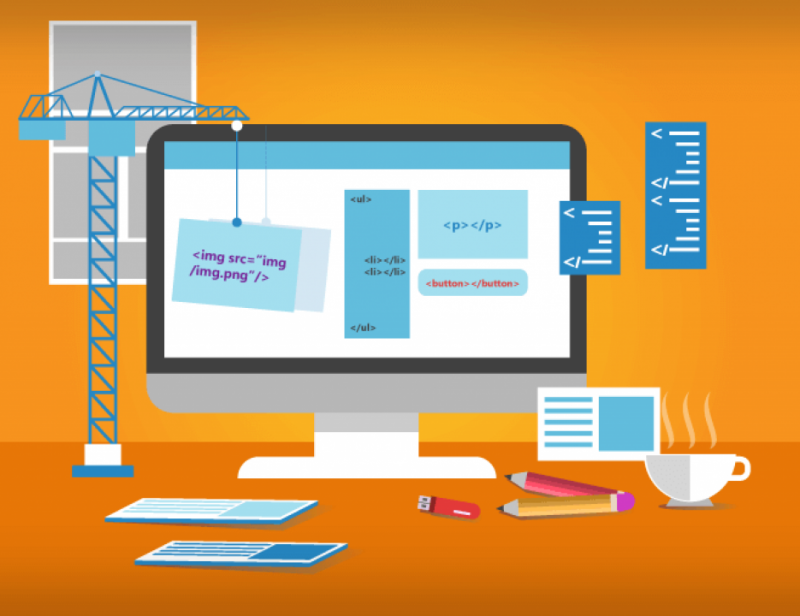 <img src="img
/img.png"/>
<ul>
<li></li>
<li></li>
</ul>
<p></p>
<button></button>
<
</
<
</
<
</